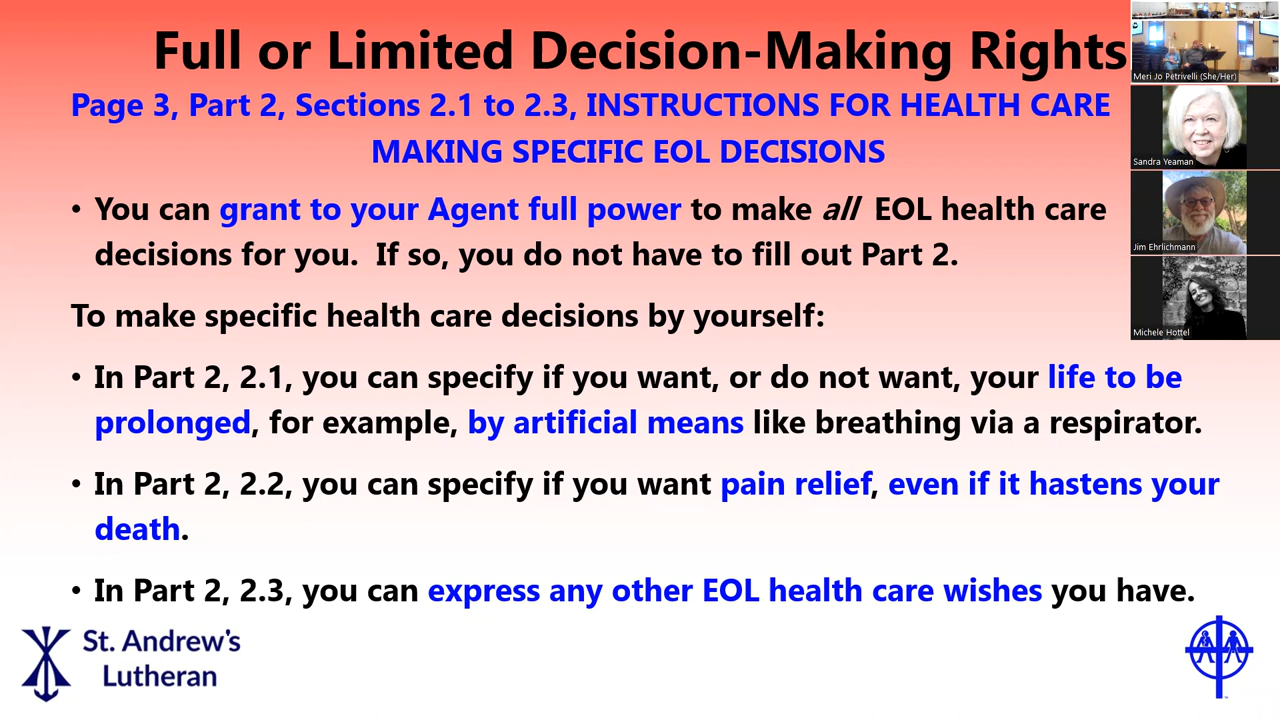 Full or Limited Decision-Making Rights
Page 3, Part 2, Sections 2.1 to 2.3, INSTRUCTIONS FOR HEALTH CARE
MAKING SPECIFIC EOL DECISIONS
• You can grant to your Agent full power to make all EOL health care
decisions for you. If so, you do not have to fill out Part 2.
To make specific health care decisions by yourself:
• In Part 2, 2.1, you can specify if you want, or do not want, your life to be
prolonged, for example, by artificial means like breathing via a respirator.
• In Part 2, 2.2, you can specify if you want pain relief, even if it hastens your
death.
• In Part 2, 2.3, you can express any other EOL health care wishes you have.
St. Andrew's
Lutheran
Meri Jo Petrivelli (She/Her)
Sandra Yeaman
Jim Ehrlichmann
Michele Hottel